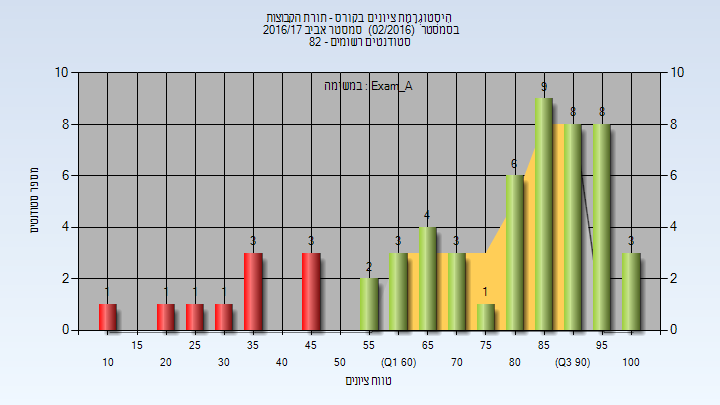 היסטוגרמת ציונים בקורס - תורת הקבוצות
בסמסטר (02/2016) סמסטר אביב 2016/17
סטודנטים רשומים - 82
במשימה : Exam_A
מספר סטודנטים
10 8 6 4 2 0
10 8 6 4 2 0
1 1 1 1 3 3 2 3 4 3 1 6 9 8 8 3
15 25 35 45 55 65 75 85 95
10 20 30 40 50 (Q1 60) 70 80 (Q3 90) 100
טווח ציונים